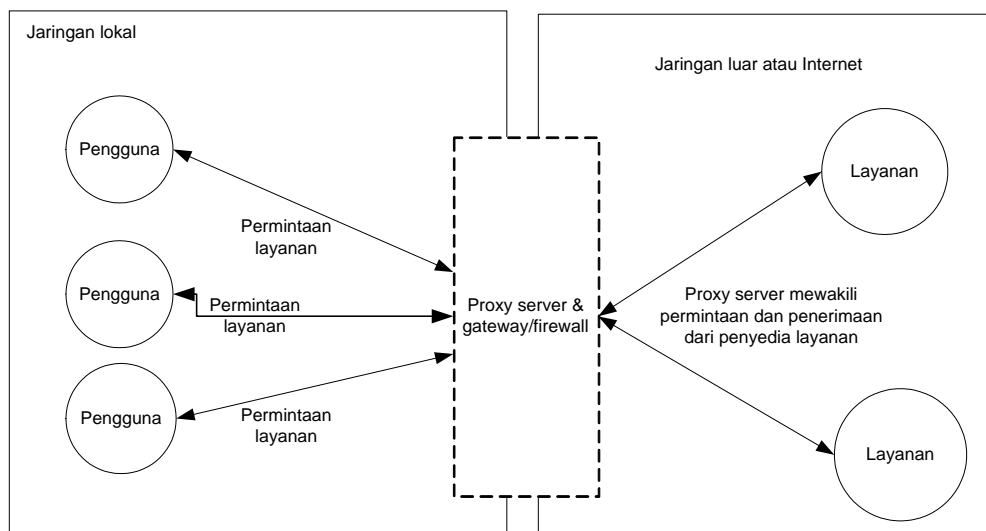 Jaringan lokal
Jaringan luar atau Internet
Pengguna
Layanan
Permintaan
layanan
Pengguna
Permintaan
layanan
Proxy server &
gateway/firewall
Proxy server mewakili
permintaan dan penerimaan
dari penyedia layanan
Pengguna
Permintaan
layanan
Layanan